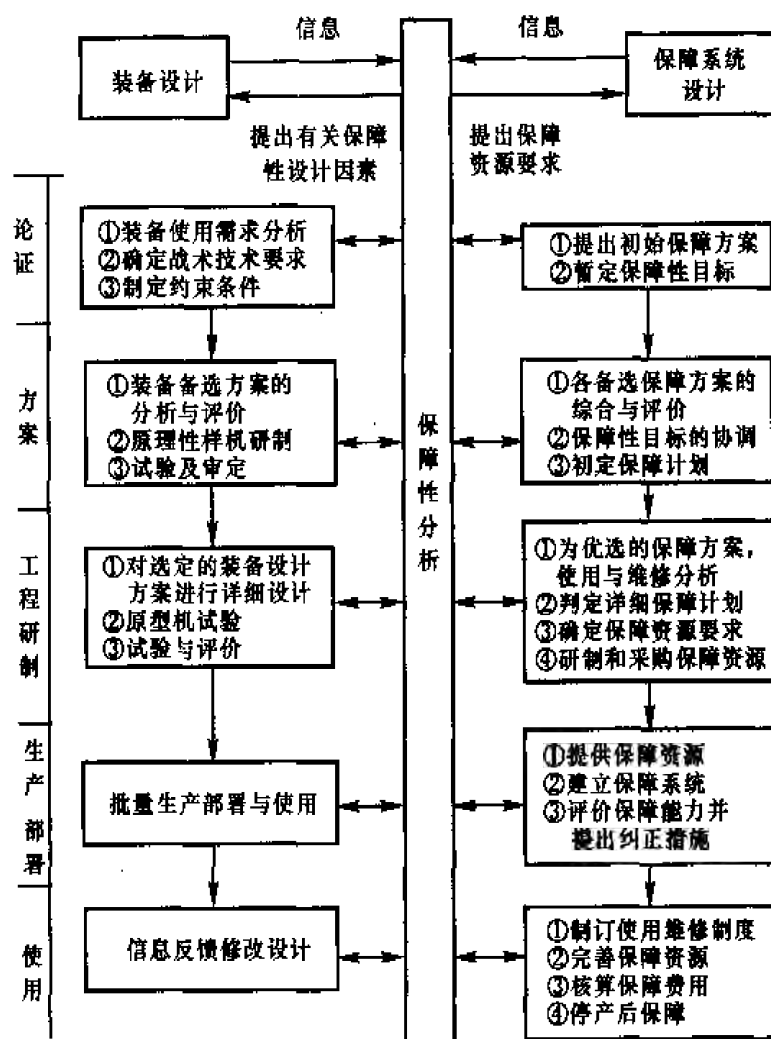 信息
信息
装备设计
保障系统
设计
提出有关保障
性设计因素
提出保障
资源要求
论证
①装备使用需求分析
②确定战术技术要求
③制定约束条件
①提出初始保障方案
②暂定保障性目标
方案
①装备备选方案的
分析与评价
②原理性样机研制
③试验及审定
保障性分析
①各备选保障方案的
综合与评价
②保障性目标的协调
③初定保障计划
工程研制
①对选定的装备设计
方案进行详细设计
②原型机试验
③试验与评价
①为优选的保障方案，
使用与维修分析
②判定详细保障计划
③确定保障资源要求
④研制和采购保障资源
生产部署
批量生产部署与使用
①提供保障资源
②建立保障系统
③评价保障能力并
提出纠正措施
使用
信息反馈修改设计
①制订使用维修制度
②完善保障资源
③核算保障费用
④停产后保障